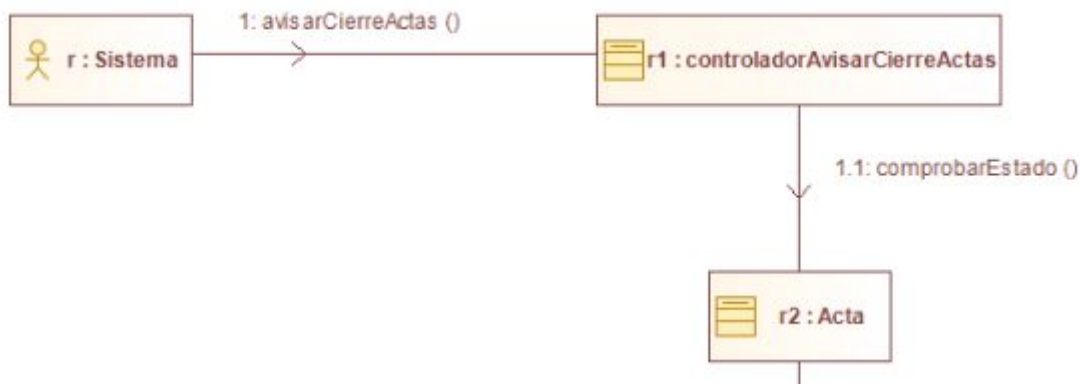 1: avisarCierreActas ()
r : Sistema
r1 : controladorAvisarCierreActas
1.1: comprobarEstado ()
r2 : Acta